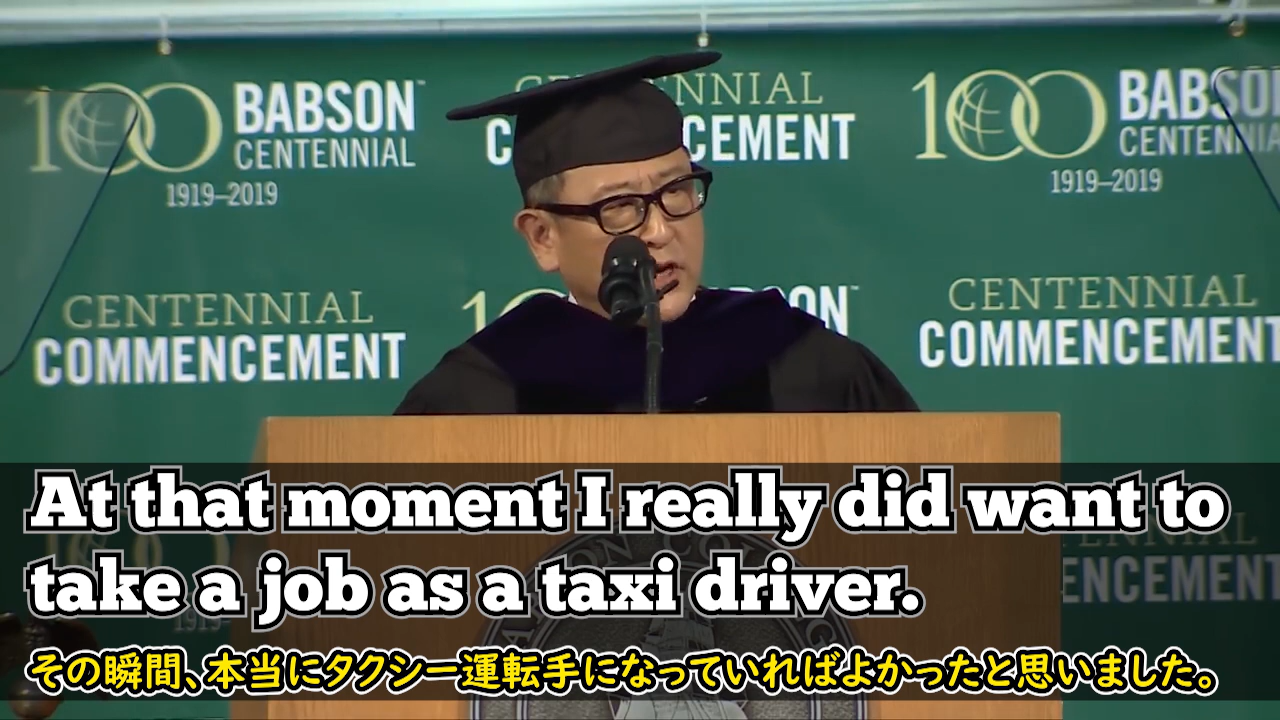 100 BABSON™
CENTENNIAL
1919–2019
CENTENNIAL
COMMENCEMENT
100 BABSON
CENTENNIAL
1919–2019
CENTENNIAL
COMMENCEMENT
CENTENNIAL
COMMENCEMENT
At that moment I really did want to
take a job as a taxi driver.
その瞬間、本当にタクシー運転手になっていればよかったと思いました。